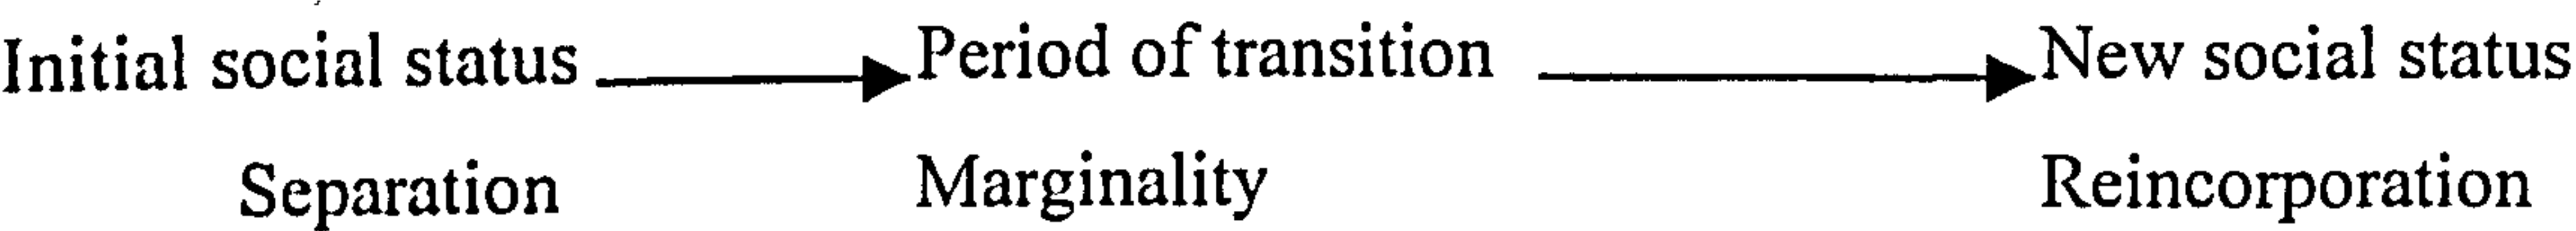 Initial social status Period of transition New social status
Separation Marginality Reincorporation